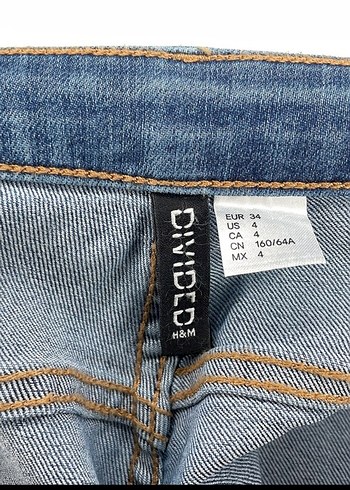 DIVIDED
H&M
EUR 34
US 4
CA 4
CN 160/64A
MX 4